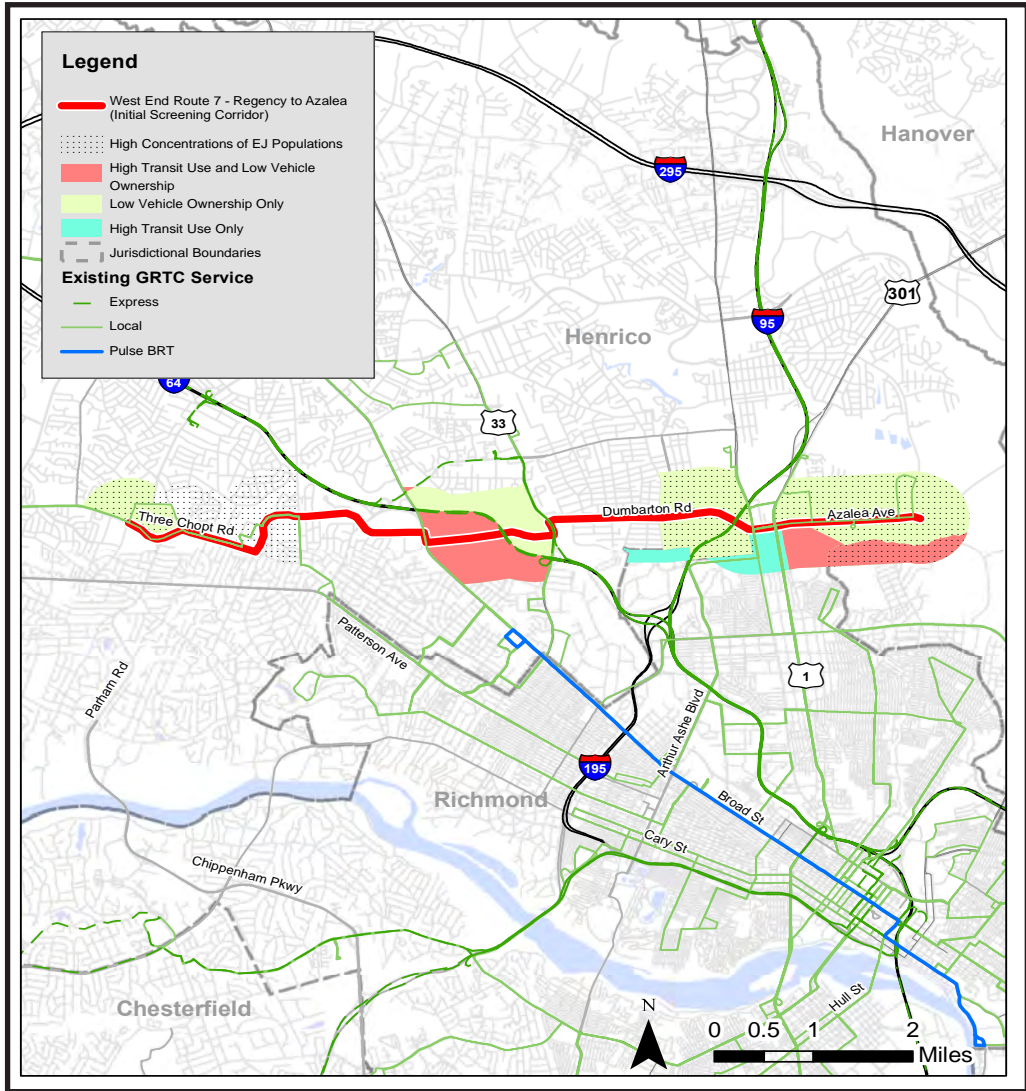 Legend
West End Route 7 - Regency to Azalea
(Initial Screening Corridor)
High Concentrations of EJ Populations
High Transit Use and Low Vehicle
Ownership
Low Vehicle Ownership Only
High Transit Use Only
Jurisdictional Boundaries
Existing GRTC Service
Express
Local
Pulse BRT
Hanover
295
301
95
Henrico
64
33
Three Chopt Rd
Dumbarton Rd
Azalea Ave
Patterson Ave
Parham Rd
1
Arthur Ashe Blvd
195
Richmond
Broad St
Cary St
Chippenham Pkwy
Chesterfield
Hull St
N
0 0.5 1 2
Miles